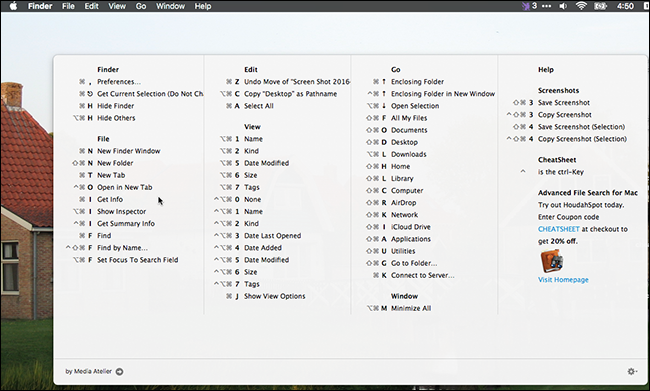 Finder File Edit View Go Window Help 3 4:50
Finder
⌘ , Preferences...
⌘ Get Current Selection (Do Not Ch
⌘ H Hide Finder
⌥⌘ H Hide Others
File
⌘ N New Finder Window
⇧⌘ N New Folder
⌘ T New Tab
^⌘ O Open in New Tab
⌘ I Get Info
⌥⌘ I Show Inspector
^⌘ I Get Summary Info
⌘ F Find
^⇧⌘ F Find by Name...
⌥⌘ F Set Focus To Search Field
Edit
⌘ Z Undo Move of "Screen Shot 2016-
⌥⌘ C Copy "Desktop" as Pathname
⌘ A Select All
View
⌥⌘ 1 Name
⌥⌘ 2 Kind
⌥⌘ 5 Date Modified
⌥⌘ 6 Size
⌥⌘ 7 Tags
^⌥⌘ 0 None
^⌥⌘ 1 Name
^⌥⌘ 2 Kind
^⌥⌘ 3 Date Last Opened
^⌥⌘ 4 Date Added
^⌥⌘ 5 Date Modified
^⌥⌘ 6 Size
^⌥⌘ 7 Tags
⌘ J Show View Options
Go
⌘ ↑ Enclosing Folder
^⌘ ↑ Enclosing Folder in New Window
⌥⌘ ↓ Open Selection
⇧⌘ F All My Files
⇧⌘ O Documents
⇧⌘ D Desktop
⌥⌘ L Downloads
⇧⌘ H Home
⇧⌘ L Library
⇧⌘ C Computer
⇧⌘ R AirDrop
⇧⌘ K Network
⇧⌘ I iCloud Drive
⇧⌘ A Applications
⇧⌘ U Utilities
⇧⌘ G Go to Folder...
⌘ K Connect to Server...
Window
⌥⌘ M Minimize All
Help
Screenshots
⇧⌘ 3 Save Screenshot
^⇧⌘ 3 Copy Screenshot
⇧⌘ 4 Save Screenshot (Selection)
^⇧⌘ 4 Copy Screenshot (Selection)
CheatSheet
^ is the ctrl-Key
Advanced File Search for Mac
Try out HoudahSpot today.
Enter Coupon code
CHEATSHEET at checkout to
get 20% off.
Visit Homepage
by Media Atelier